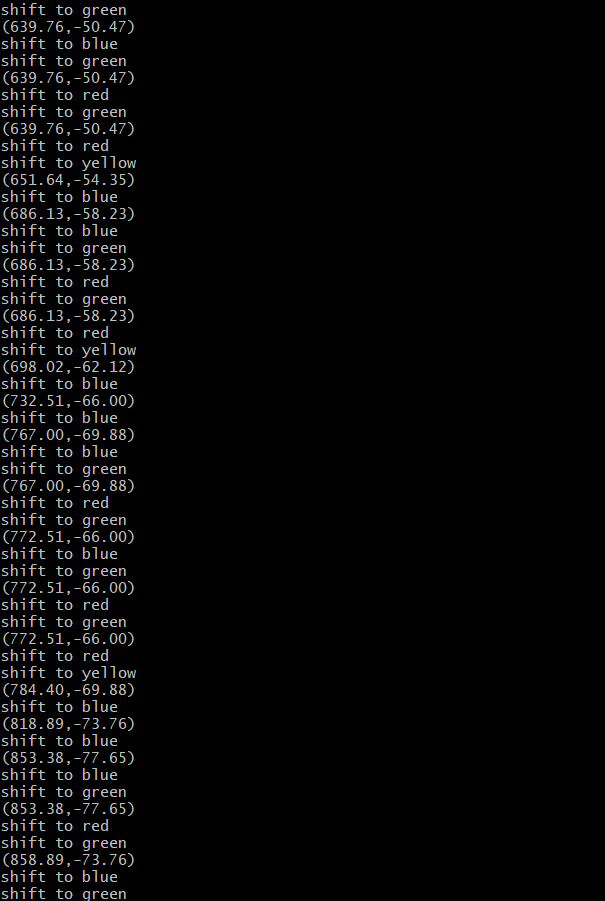 shift to green
(639.76,-50.47)
shift to blue
shift to green
(639.76,-50.47)
shift to red
shift to green
(639.76,-50.47)
shift to red
shift to yellow
(651.64,-54.35)
shift to blue
(686.13,-58.23)
shift to blue
shift to green
(686.13,-58.23)
shift to red
shift to green
(686.13,-58.23)
shift to red
shift to yellow
(698.02,-62.12)
shift to blue
(732.51,-66.00)
shift to blue
(767.00,-69.88)
shift to blue
shift to green
(767.00,-69.88)
shift to red
shift to green
(772.51,-66.00)
shift to blue
shift to green
(772.51,-66.00)
shift to red
shift to green
(772.51,-66.00)
shift to red
shift to yellow
(784.40,-69.88)
shift to blue
(818.89,-73.76)
shift to blue
(853.38,-77.65)
shift to blue
shift to green
(853.38,-77.65)
shift to red
shift to green
(858.89,-73.76)
shift to blue
shift to green